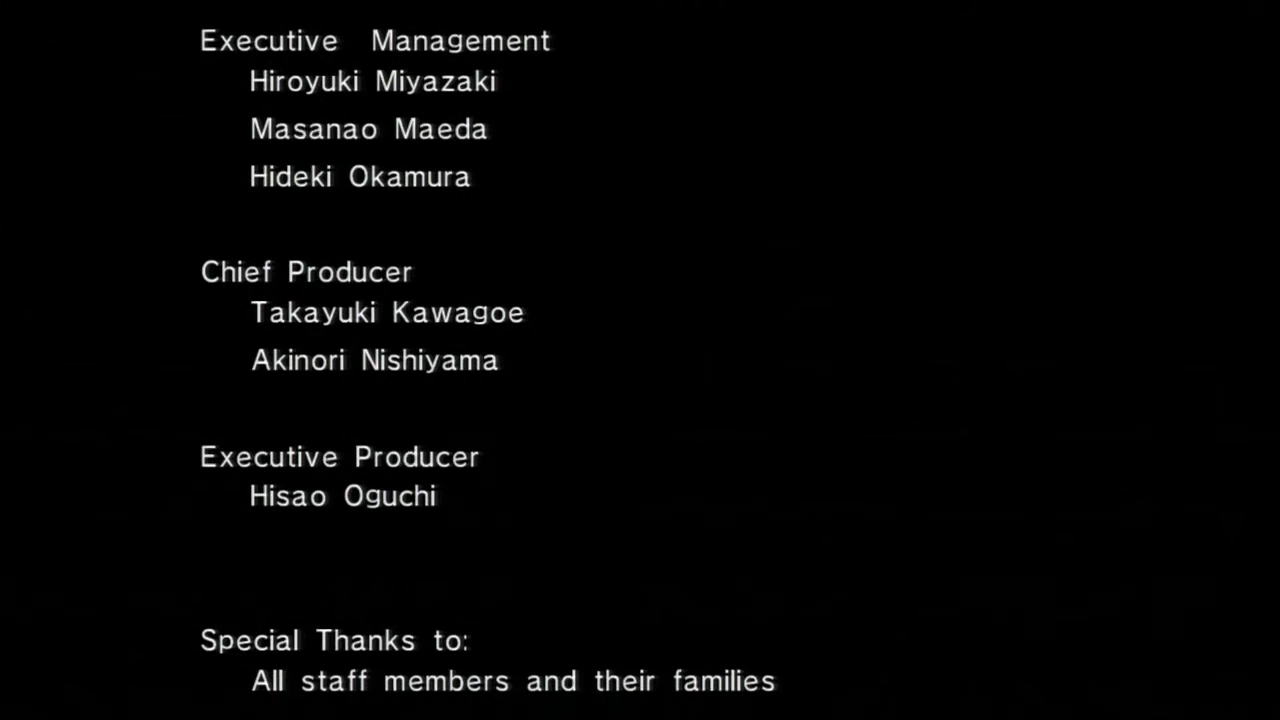 Executive Management
Hiroyuki Miyazaki
Masanao Maeda
Hideki Okamura
Chief Producer
Takayuki Kawagoe
Akinori Nishiyama
Executive Producer
Hisao Oguchi
Special Thanks to:
All staff members and their families